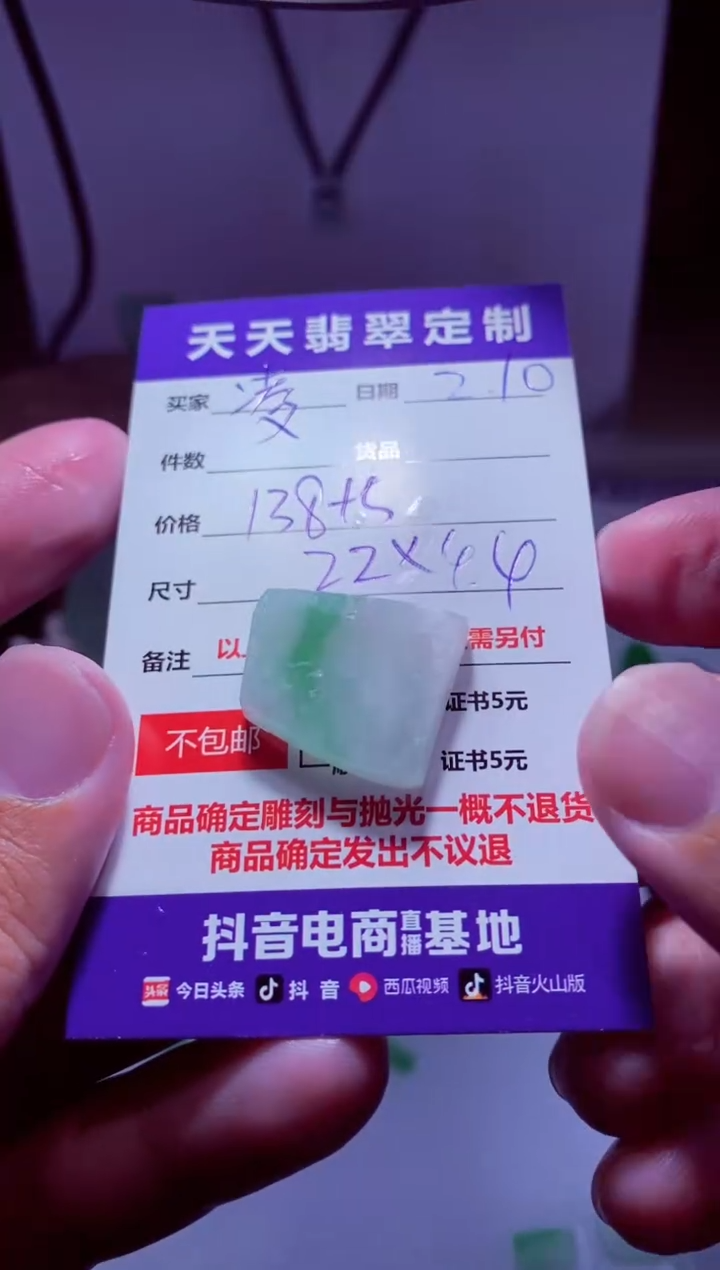 天天翡翠定制
买家 凌 日期 2.10
件数
货品
价格 138+5
尺寸 22×4.4
备注 以 需另付
证书5元
不包邮 证书5元
商品确定雕刻与抛光一概不退货
商品确定发出不议退
抖音电商直播基地
头条 今日头条 抖音 西瓜视频 抖音火山版